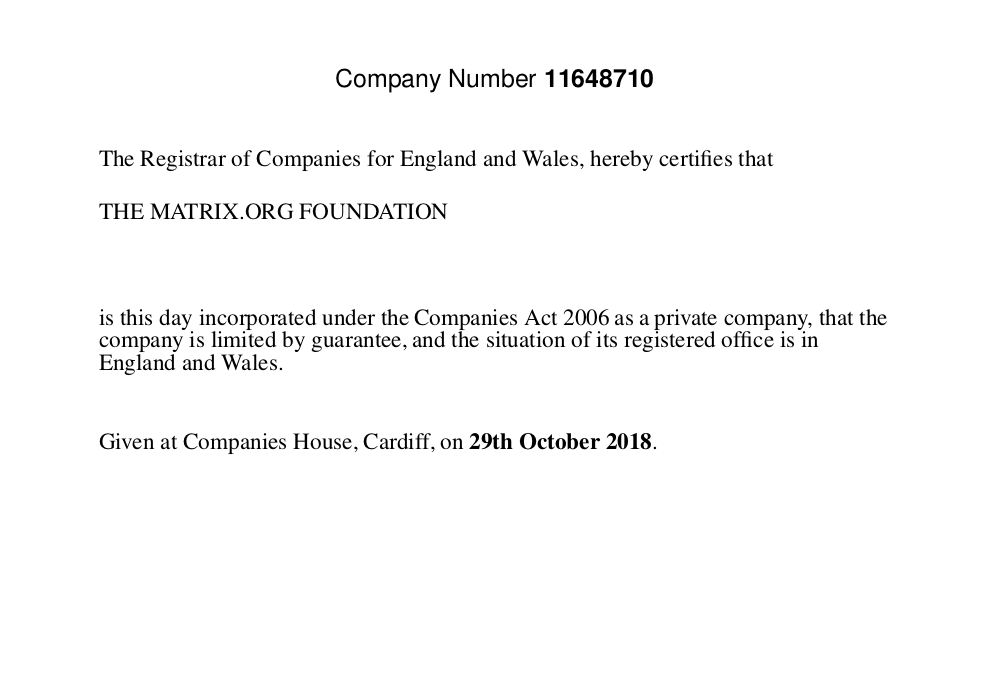 Company Number 11648710
The Registrar of Companies for England and Wales, hereby certifies that
THE MATRIX.ORG FOUNDATION
is this day incorporated under the Companies Act 2006 as a private company, that the
company is limited by guarantee, and the situation of its registered office is in
England and Wales.
Given at Companies House, Cardiff, on 29th October 2018.